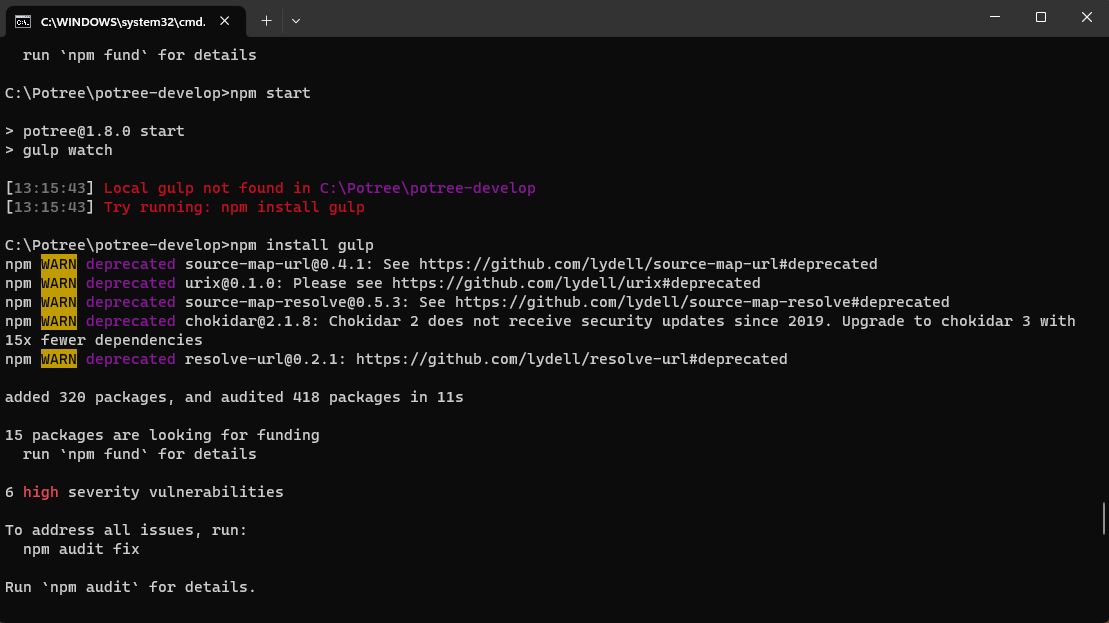 C:\WINDOWS\system32\cmd.
  run `npm fund` for details
C:\Potree\potree-develop>npm start
> potree@1.8.0 start
> gulp watch
[13:15:43] Local gulp not found in C:\Potree\potree-develop
[13:15:43] Try running: npm install gulp
C:\Potree\potree-develop>npm install gulp
npm WARN deprecated source-map-url@0.4.1: See https://github.com/lydell/source-map-url#deprecated
npm WARN deprecated urix@0.1.0: Please see https://github.com/lydell/urix#deprecated
npm WARN deprecated source-map-resolve@0.5.3: See https://github.com/lydell/source-map-resolve#deprecated
npm WARN deprecated chokidar@2.1.8: Chokidar 2 does not receive security updates since 2019. Upgrade to chokidar 3 with
15x fewer dependencies
npm WARN deprecated resolve-url@0.2.1: https://github.com/lydell/resolve-url#deprecated
added 320 packages, and audited 418 packages in 11s
15 packages are looking for funding
  run `npm fund` for details
6 high severity vulnerabilities
To address all issues, run:
  npm audit fix
Run `npm audit` for details.